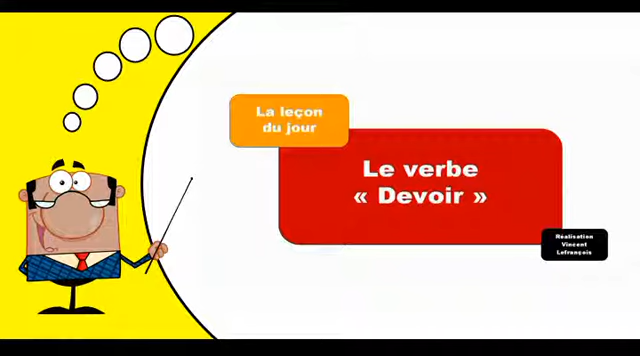 La leçon
du jour
Le verbe
« Devoir »
Réalisation
Vincent
Lefrançois